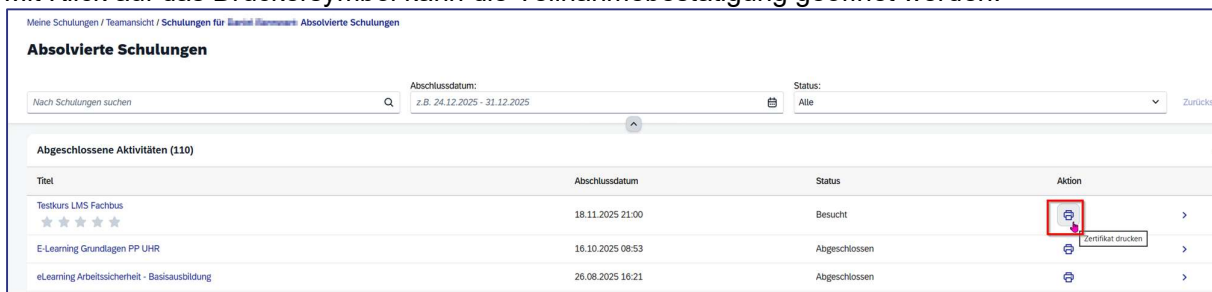 Mit Klick auf das Druckersymbol kann die Teilnahmebestätigung geöffnet werden.
Meine Schulungen / Teamansicht / Schulungen für Absolvierte Schulungen
Absolvierte Schulungen
Abschlussdatum: Status:
Nach Schulungen suchen z.B. 24.12.2025 - 31.12.2025 Alle
Abgeschlossene Aktivitäten (110)
Titel Abschlussdatum Status Aktion
Testkurs LMS Fachbus 18.11.2025 21:00 Besucht
Zertifikat drucken
E-Learning Grundlagen PP UHR 16.10.2025 08:53 Abgeschlossen
eLearning Arbeitssicherheit - Basisausbildung 26.08.2025 16:21 Abgeschlossen